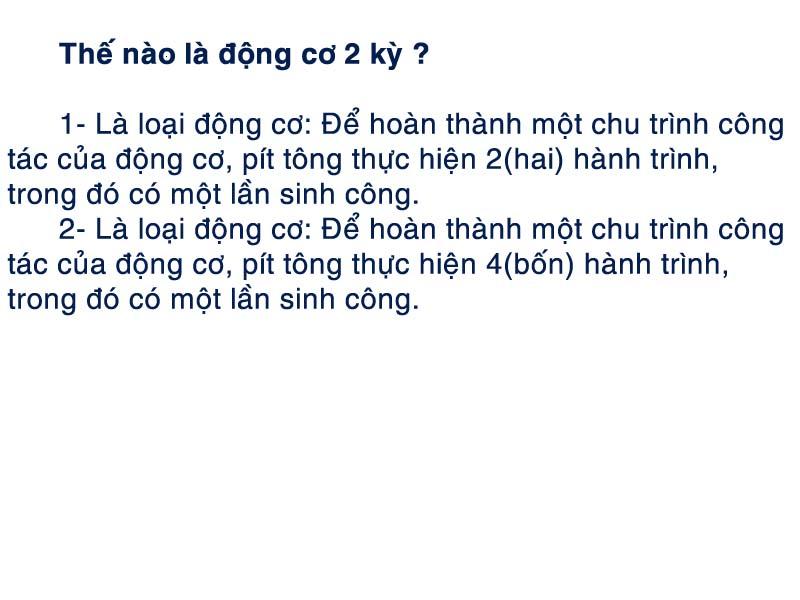 Thế nào là động cơ 2 kỳ ?
1- Là loại động cơ: Để hoàn thành một chu trình công
tác của động cơ, pít tông thực hiện 2(hai) hành trình,
trong đó có một lần sinh công.
2- Là loại động cơ: Để hoàn thành một chu trình công
tác của động cơ, pít tông thực hiện 4(bốn) hành trình,
trong đó có một lần sinh công.